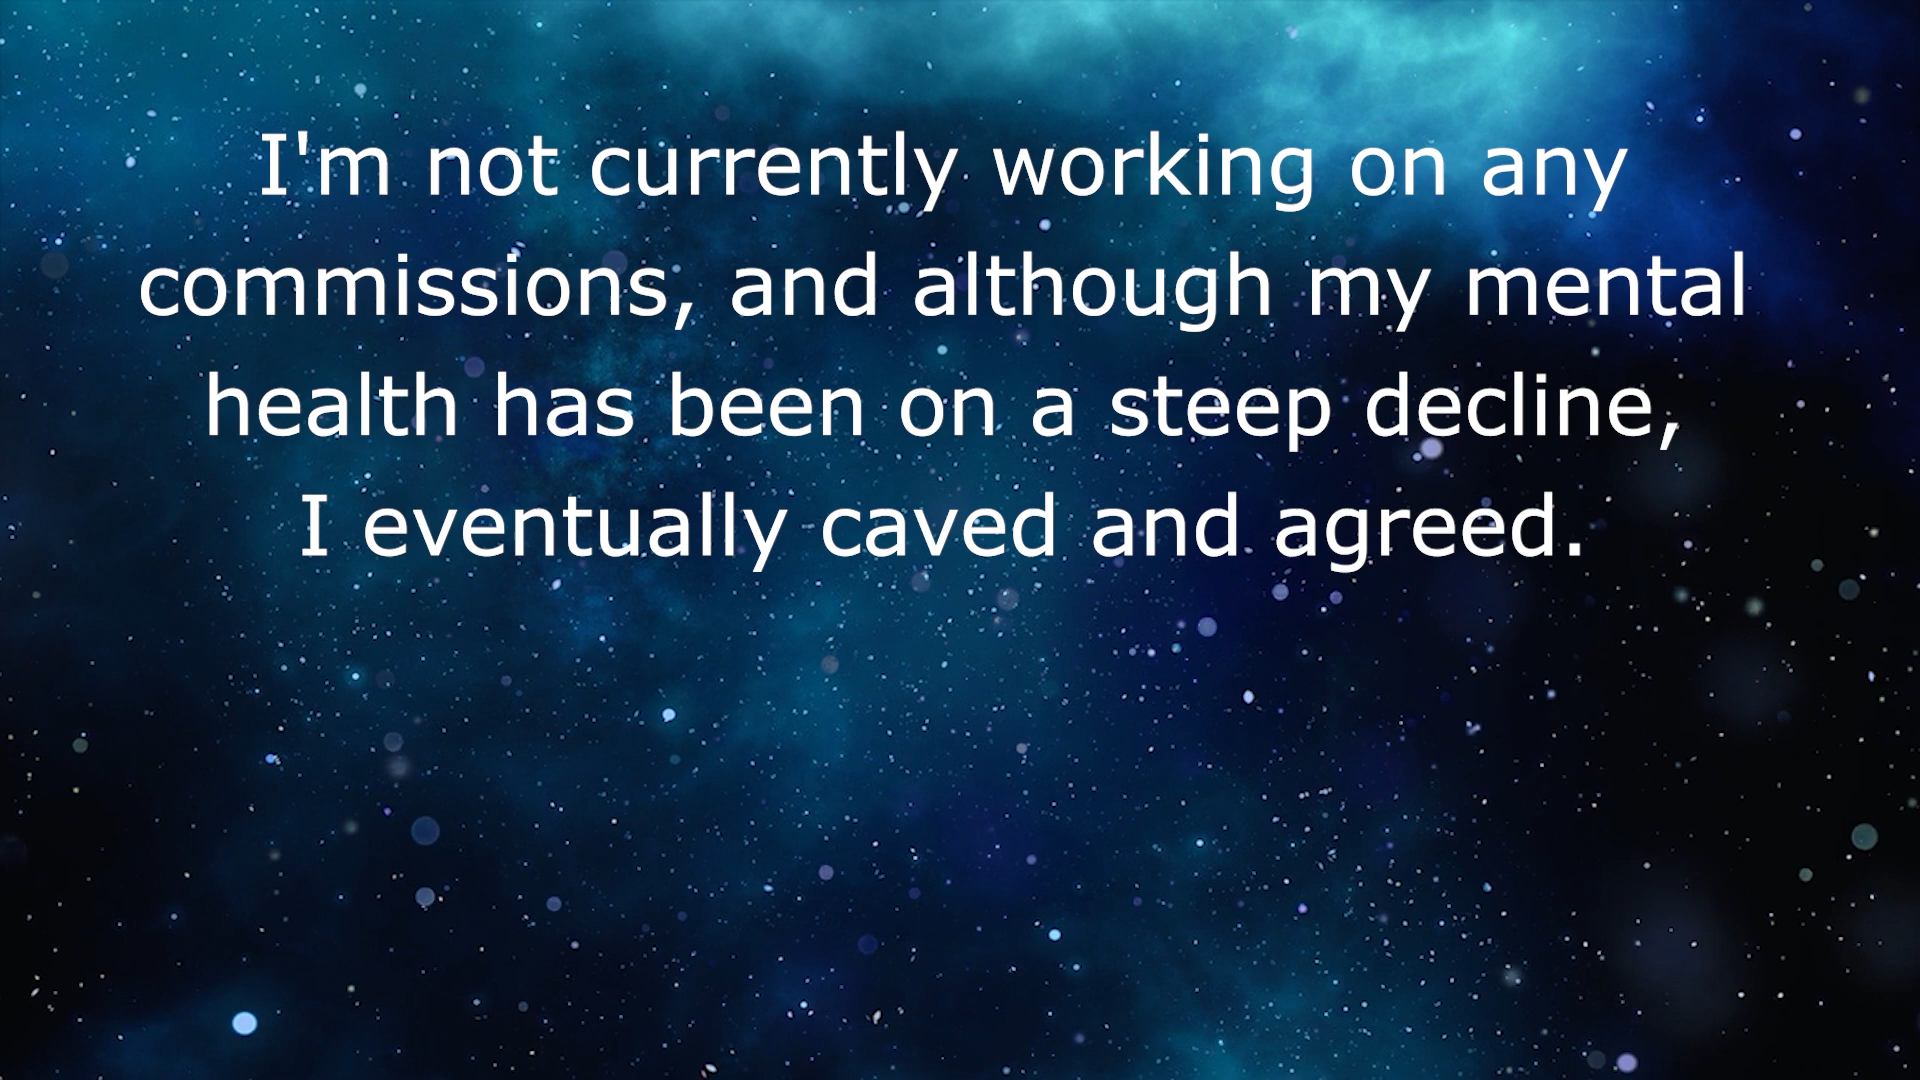 I'm not currently working on any
commissions, and although my mental
health has been on a steep decline,
I eventually caved and agreed.